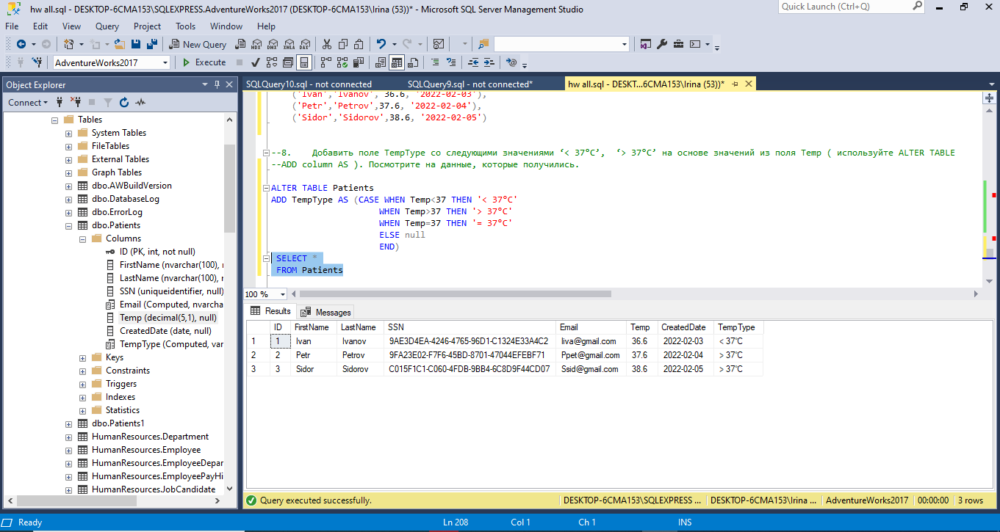 hw all.sql - DESKTOP-6CMA153\SQLEXPRESS.AdventureWorks2017 (DESKTOP-6CMA153\Irina (53))* - Microsoft SQL Server Management Studio
Quick Launch (Ctrl+Q)
File Edit View Query Project Tools Window Help
New Query MDX DMX XMLA DAX
AdventureWorks2017 Execute
Object Explorer
Connect
Tables
System Tables
FileTables
External Tables
Graph Tables
dbo.AWBuildVersion
dbo.DatabaseLog
dbo.ErrorLog
dbo.Patients
Columns
ID (PK, int, not null)
FirstName (nvarchar(100), r
LastName (nvarchar(100), r
SSN (uniqueidentifier, null)
Email (Computed, nvarcha
Temp (decimal(5,1), null)
CreatedDate (date, null)
TempType (Computed, var
Keys
Constraints
Triggers
Indexes
Statistics
dbo.Patients1
HumanResources.Department
HumanResources.Employee
HumanResources.EmployeeDepar
HumanResources.EmployeePayHi
HumanResources.JobCandidate
SQLQuery10.sql - not connected SQLQuery9.sql - not connected* hw all.sql - DESKT...6CMA153\Irina (53))*
('Ivan','Ivanov', 36.6, '2022-02-03'),
('Petr','Petrov',37.6, '2022-02-04'),
('Sidor','Sidorov',38.6, '2022-02-05')
--8. Добавить поле TempType со следующими значениями ‘< 37°C’, ‘> 37°C’ на основе значений из поля Temp ( используйте ALTER TABLE
--ADD column AS ). Посмотрите на данные, которые получились.
ALTER TABLE Patients
ADD TempType AS (CASE WHEN Temp<37 THEN '< 37°C'
WHEN Temp>37 THEN '> 37°C'
WHEN Temp=37 THEN '= 37°C'
ELSE null
END)
SELECT *
FROM Patients
100 %
Results Messages
ID FirstName LastName SSN Email Temp CreatedDate TempType
1 1 Ivan Ivanov 9AE3D4EA-4246-4765-96D1-C1324E33A4C2 Iiva@gmail.com 36.6 2022-02-03 < 37°C
2 2 Petr Petrov 9FA23E02-F7F6-45BD-8701-47044EFEBF71 Ppet@gmail.com 37.6 2022-02-04 > 37°C
3 3 Sidor Sidorov C015F1C1-C060-4FDB-9BB4-6C8D9F44CD07 Ssid@gmail.com 38.6 2022-02-05 > 37°C
Query executed successfully. DESKTOP-6CMA153\SQLEXPRESS ... DESKTOP-6CMA153\Irina ... AdventureWorks2017 00:00:00 3 rows
Ready Ln 208 Col 1 Ch 1 INS